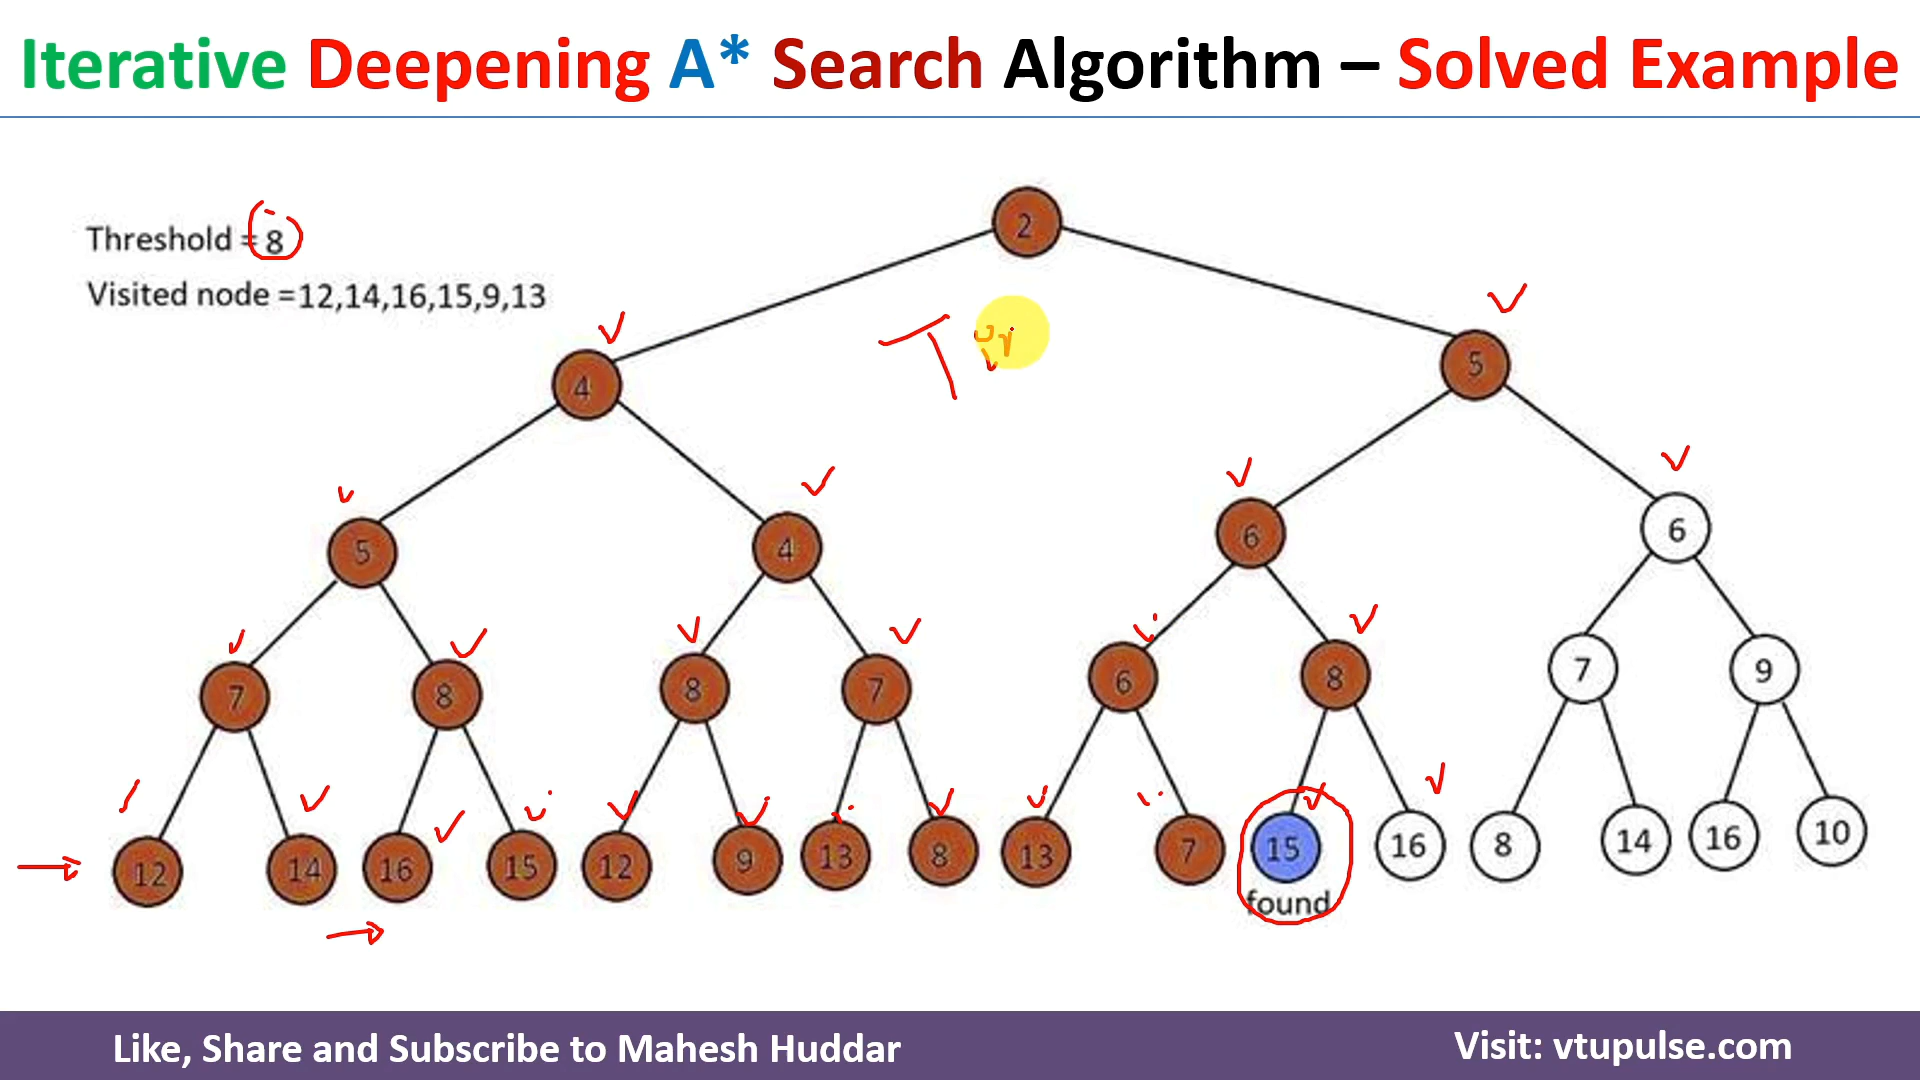 Iterative Deepening A* Search Algorithm – Solved Example
Threshold = 8
Visited node =12,14,16,15,9,13
2
4 5
5 4 6 6
7 8 8 7 6 8 7 9
12 14 16 15 12 9 13 8 13 7 15 16 8 14 16 10
found
Like, Share and Subscribe to Mahesh Huddar
Visit: vtupulse.com